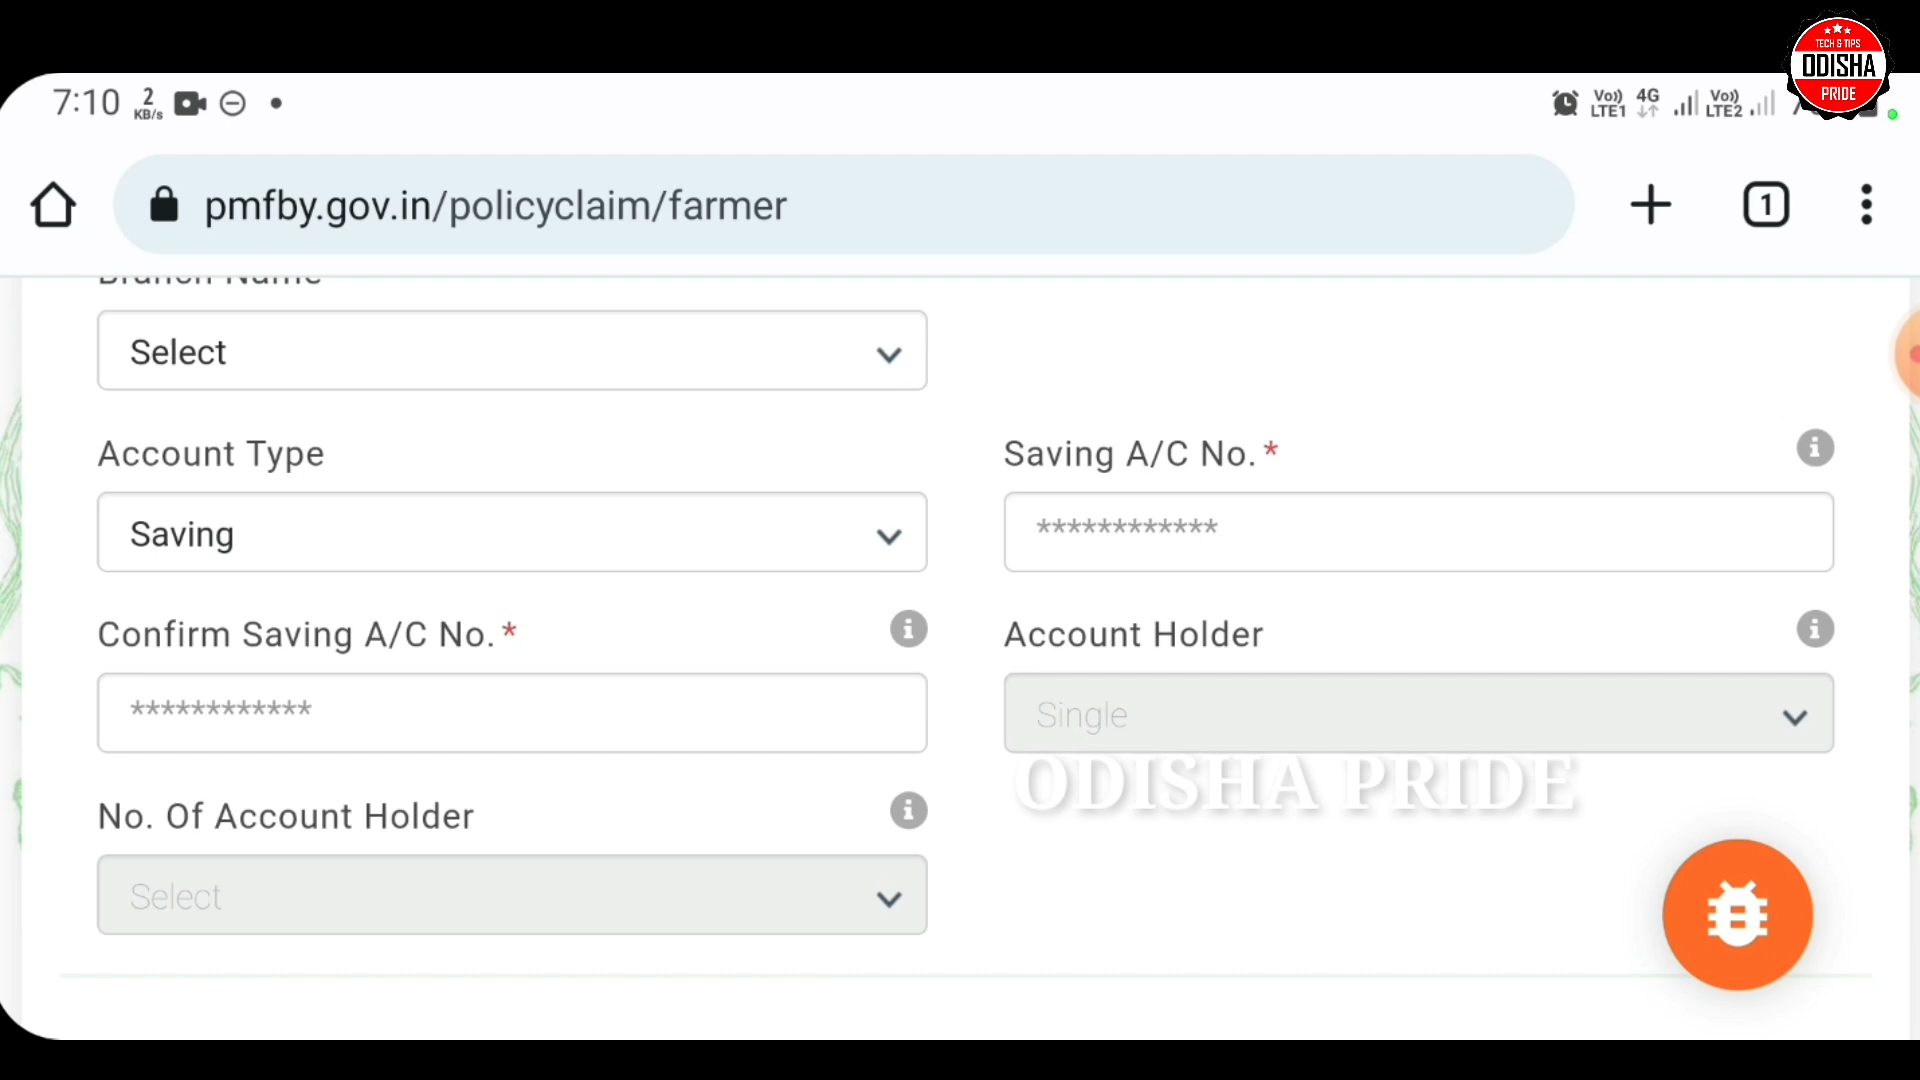 TECH & TIPS
ODISHA
PRIDE
7:10 2 KB/s
Vo)) LTE1 4G Vo)) LTE2
pmfby.gov.in/policyclaim/farmer
1
Branch Name
Select
Account Type
Saving A/C No.*
Saving
************
Confirm Saving A/C No.*
Account Holder
************
Single
ODISHA PRIDE
No. Of Account Holder
Select